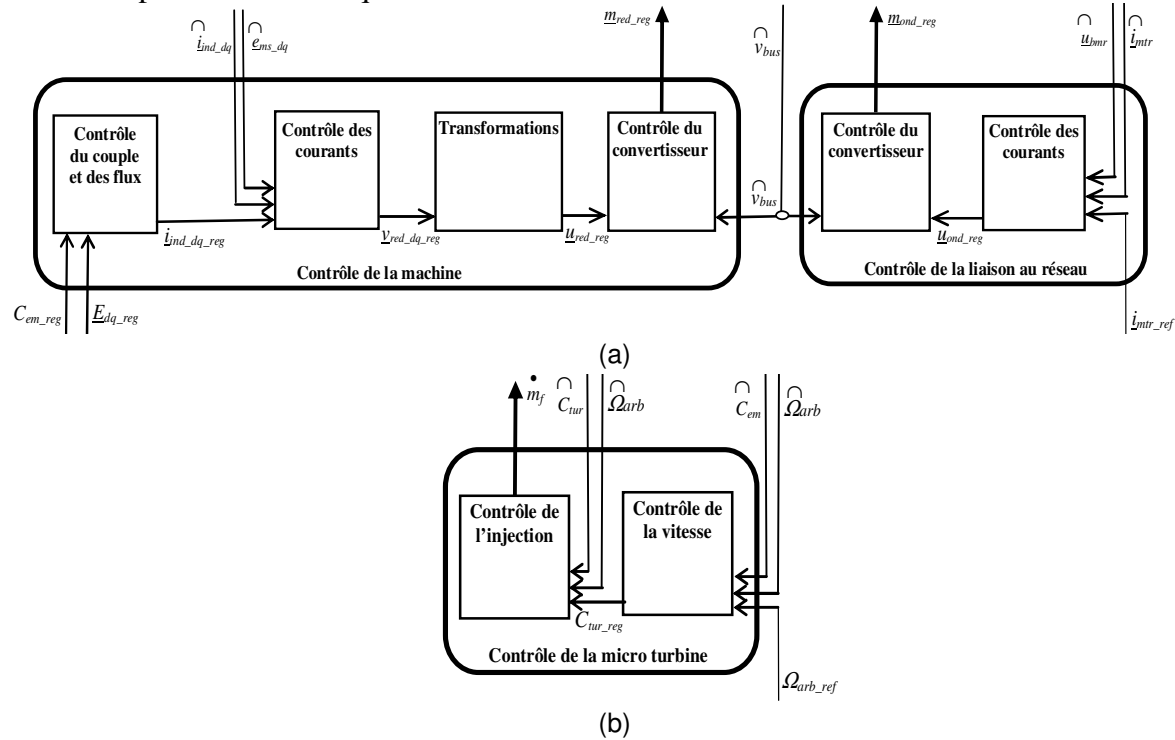 m_red_reg
m_ond_reg
i_ind_dq
e_ms_dq
v_bus
u_bmr
i_mtr
Contrôle
du couple
et des flux
Contrôle des
courants
Transformations
Contrôle du
convertisseur
Contrôle du
convertisseur
Contrôle des
courants
v_bus
i_ind_dq_reg
v_red_dq_reg
u_red_reg
u_ond_reg
Contrôle de la machine
Contrôle de la liaison au réseau
C_em_reg
E_dq_reg
i_mtr_ref
(a)
ṁ_f
C_tur
Ω_arb
C_em
Ω_arb
Contrôle de
l'injection
Contrôle de
la vitesse
C_tur_reg
Contrôle de la micro turbine
Ω_arb_ref
(b)